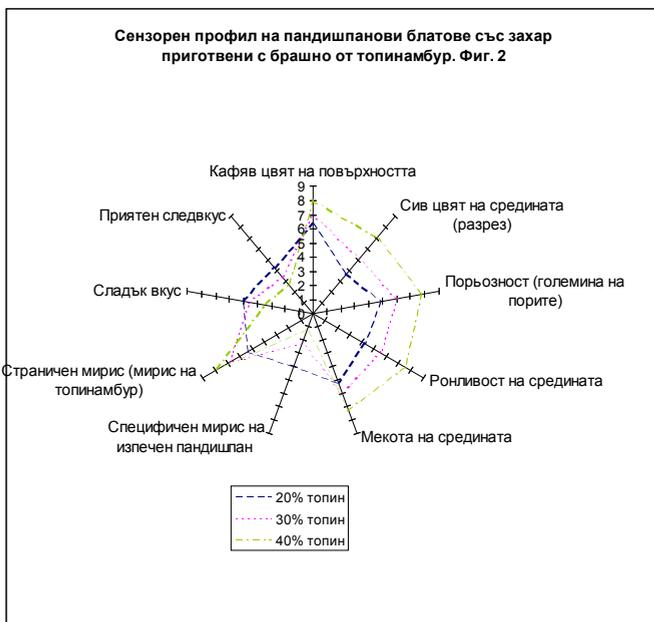 Сензорен профил на пандишпанови блатове със захар
приготвени с брашно от топинамбур. Фиг. 2
Кафяв цвят на повърхността
Сив цвят на средината
(разрез)
Порьозност (големина на
порите)
Ронливост на средината
Мекота на средината
Специфичен мирис на
изпечен пандишпан
Страничен мирис (мирис на
топинамбур)
Сладък вкус
Приятен следвкус
9
8
7
6
5
4
3
2
1
0
20% топин
30% топин
40% топин